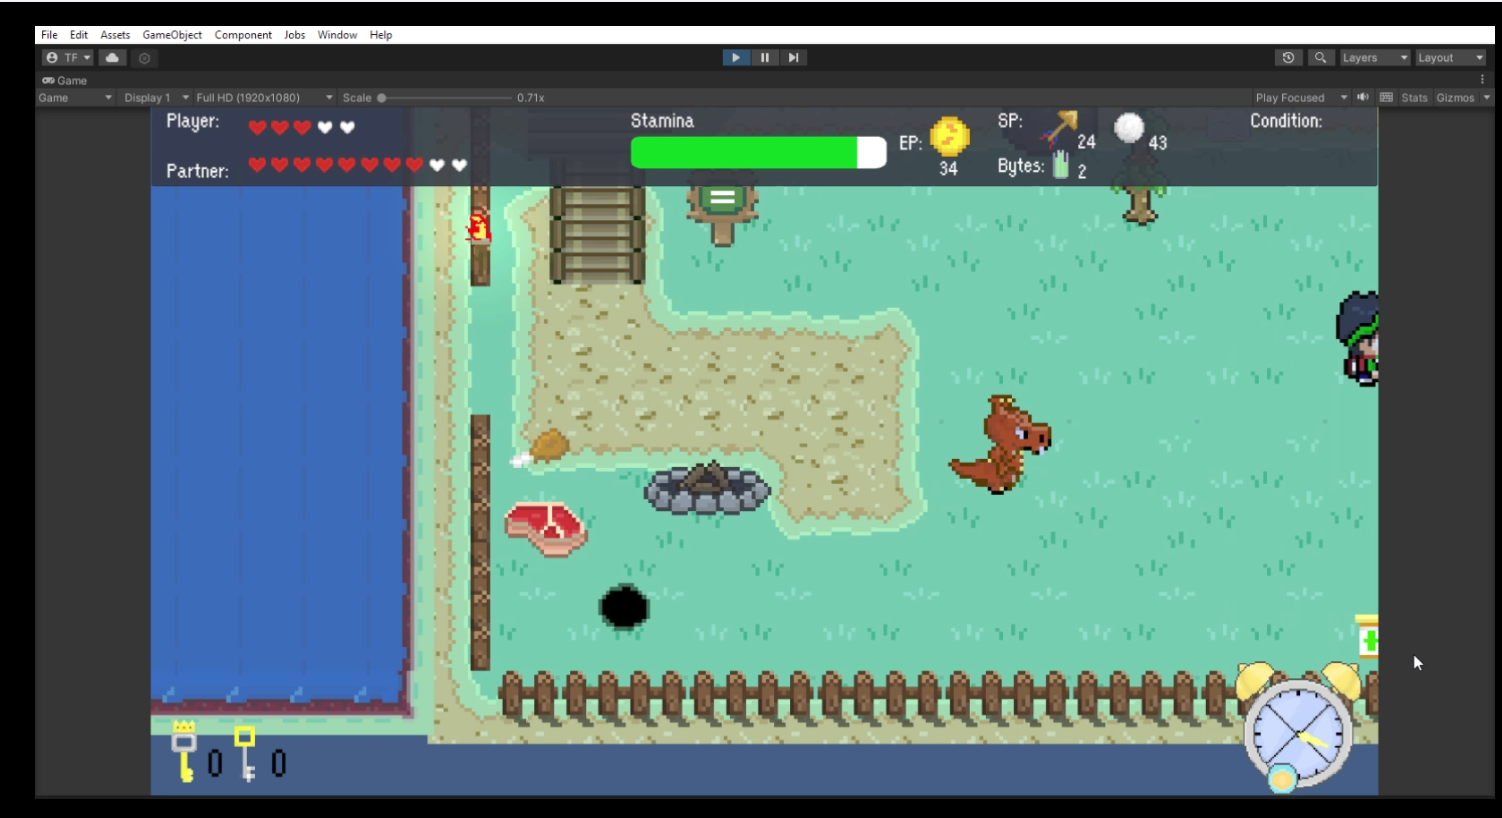 File Edit Assets GameObject Component Jobs Window Help
TF Layers Layout
Game
Game Display 1 Full HD (1920x1080) Scale 0.71x Play Focused Stats Gizmos
Player: Stamina EP: SP: 24 43 Condition:
Partner: 34 Bytes: 2
0 0